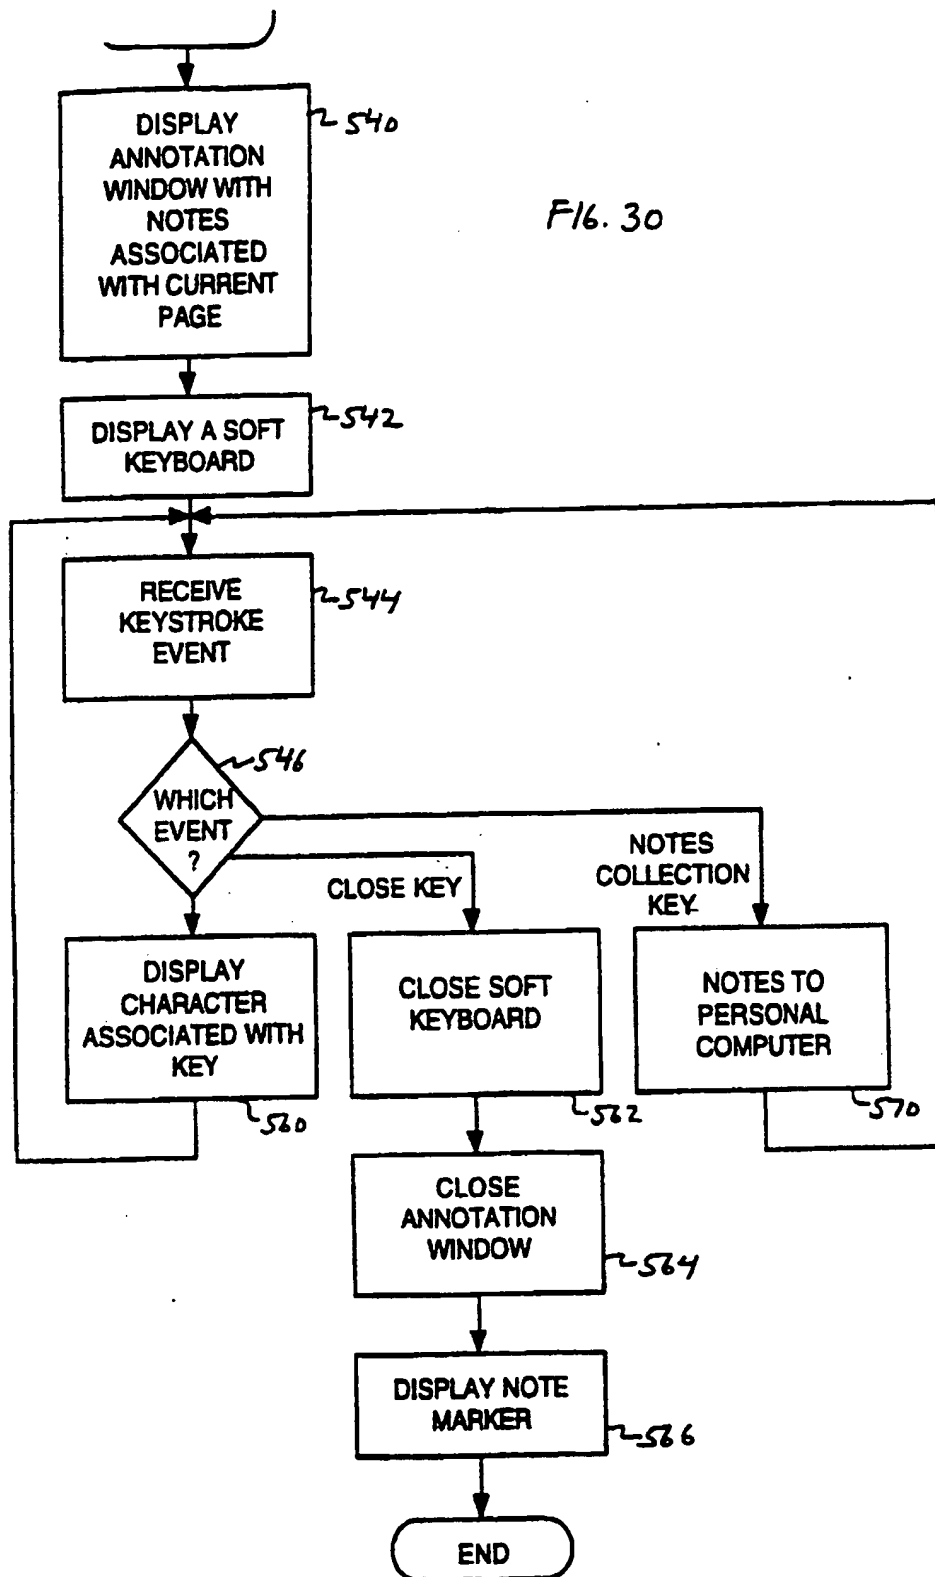 DISPLAY
ANNOTATION
WINDOW WITH
NOTES
ASSOCIATED
WITH CURRENT
PAGE
540
FIG. 30
DISPLAY A SOFT
KEYBOARD
542
RECEIVE
KEYSTROKE
EVENT
544
WHICH
EVENT
?
546
CLOSE KEY
NOTES
COLLECTION
KEY
DISPLAY
CHARACTER
ASSOCIATED WITH
KEY
560
CLOSE SOFT
KEYBOARD
562
NOTES TO
PERSONAL
COMPUTER
570
CLOSE
ANNOTATION
WINDOW
564
DISPLAY NOTE
MARKER
566
END